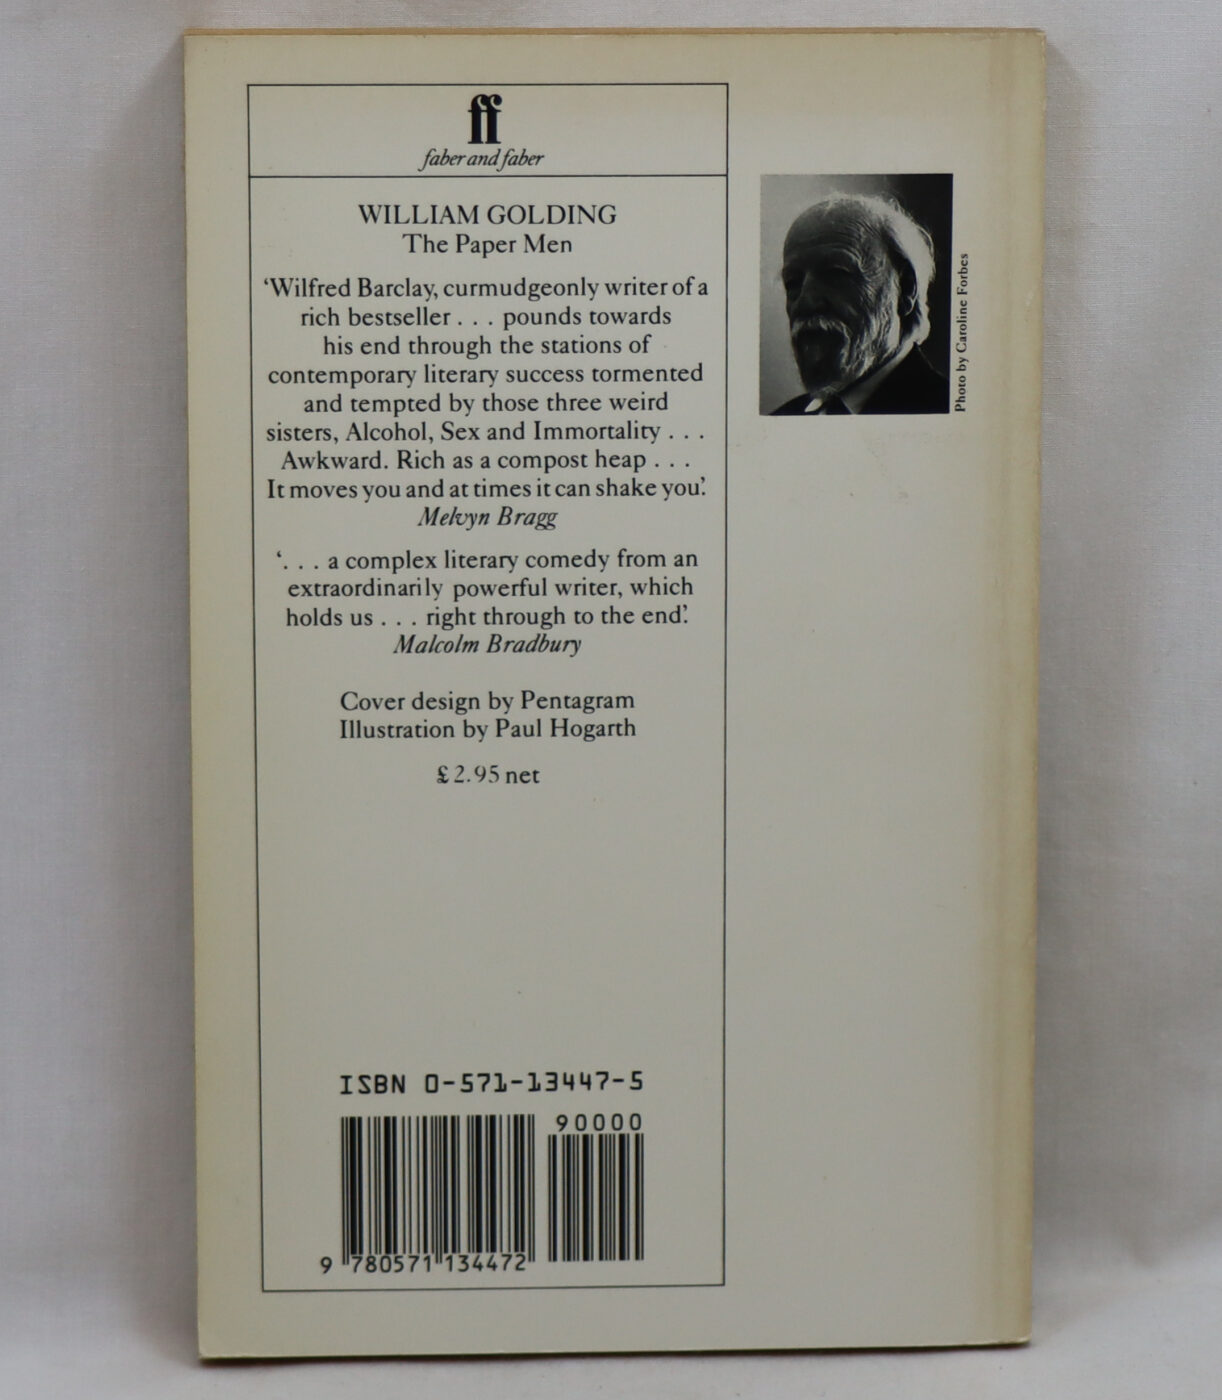 ff
faber and faber
WILLIAM GOLDING
The Paper Men
‘Wilfred Barclay, curmudgeonly writer of a
rich bestseller . . . pounds towards
his end through the stations of
contemporary literary success tormented
and tempted by those three weird
sisters, Alcohol, Sex and Immortality . . .
Awkward. Rich as a compost heap . . .
It moves you and at times it can shake you.’
Melvyn Bragg
‘. . . a complex literary comedy from an
extraordinarily powerful writer, which
holds us . . . right through to the end.’
Malcolm Bradbury
Cover design by Pentagram
Illustration by Paul Hogarth
£2.95 net
ISBN 0-571-13447-5
90000
9 780571 134472
Photo by Caroline Forbes